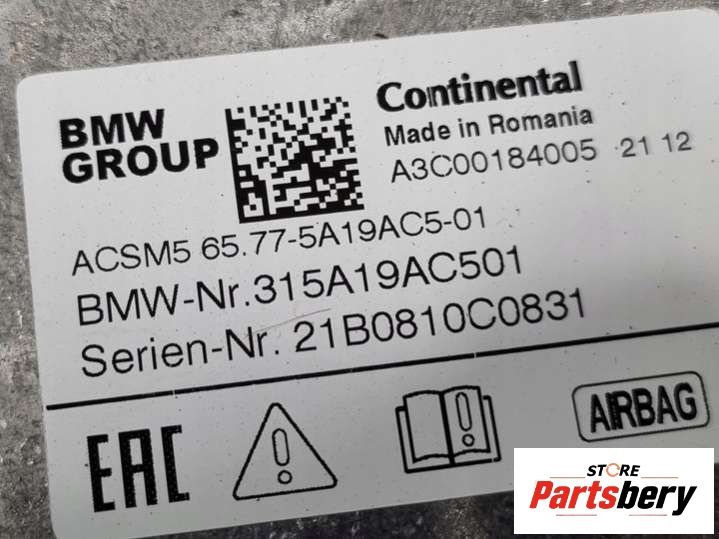 BMW
GROUP
Continental
Made in Romania
A3C00184005 21 12
ACSM5 65.77-5A19AC5-01
BMW-Nr.315A19AC501
Serien-Nr. 21B0810C0831
EAC
AIRBAG
STORE
Partsbery